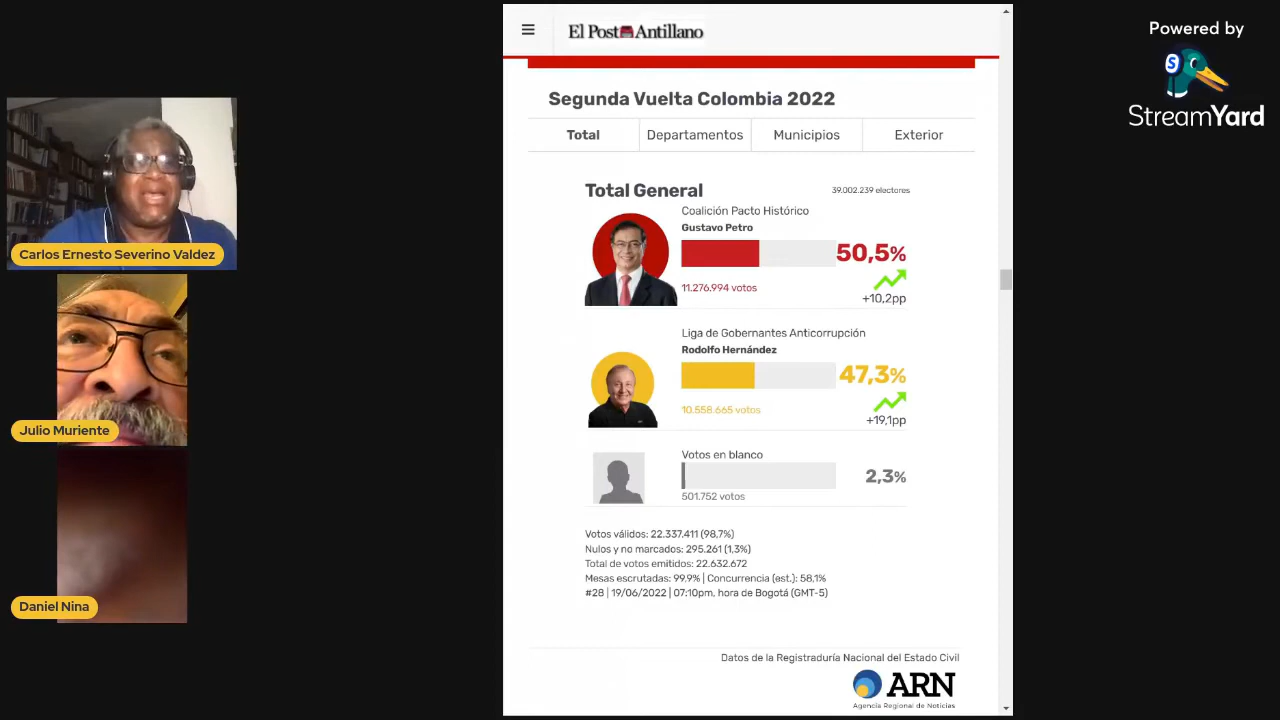 El Post Antillano
Powered by
StreamYard
Segunda Vuelta Colombia 2022
Total
Departamentos
Municipios
Exterior
Total General
39.002.239 electores
Coalición Pacto Histórico
Gustavo Petro
50,5%
11.276.994 votos
+10,2pp
Liga de Gobernantes Anticorrupción
Rodolfo Hernández
47,3%
10.558.665 votos
+19,1pp
Votos en blanco
2,3%
501.752 votos
Votos válidos: 22.337.411 (98,7%)
Nulos y no marcados: 295.261 (1,3%)
Total de votos emitidos: 22.632.672
Mesas escrutadas: 99.9% | Concurrencia (est.): 58,1%
#28 | 19/06/2022 | 07:10pm, hora de Bogotá (GMT-5)
Datos de la Registraduría Nacional del Estado Civil
ARN
Agencia Regional de Noticias
Carlos Ernesto Severino Valdez
Julio Muriente
Daniel Nina